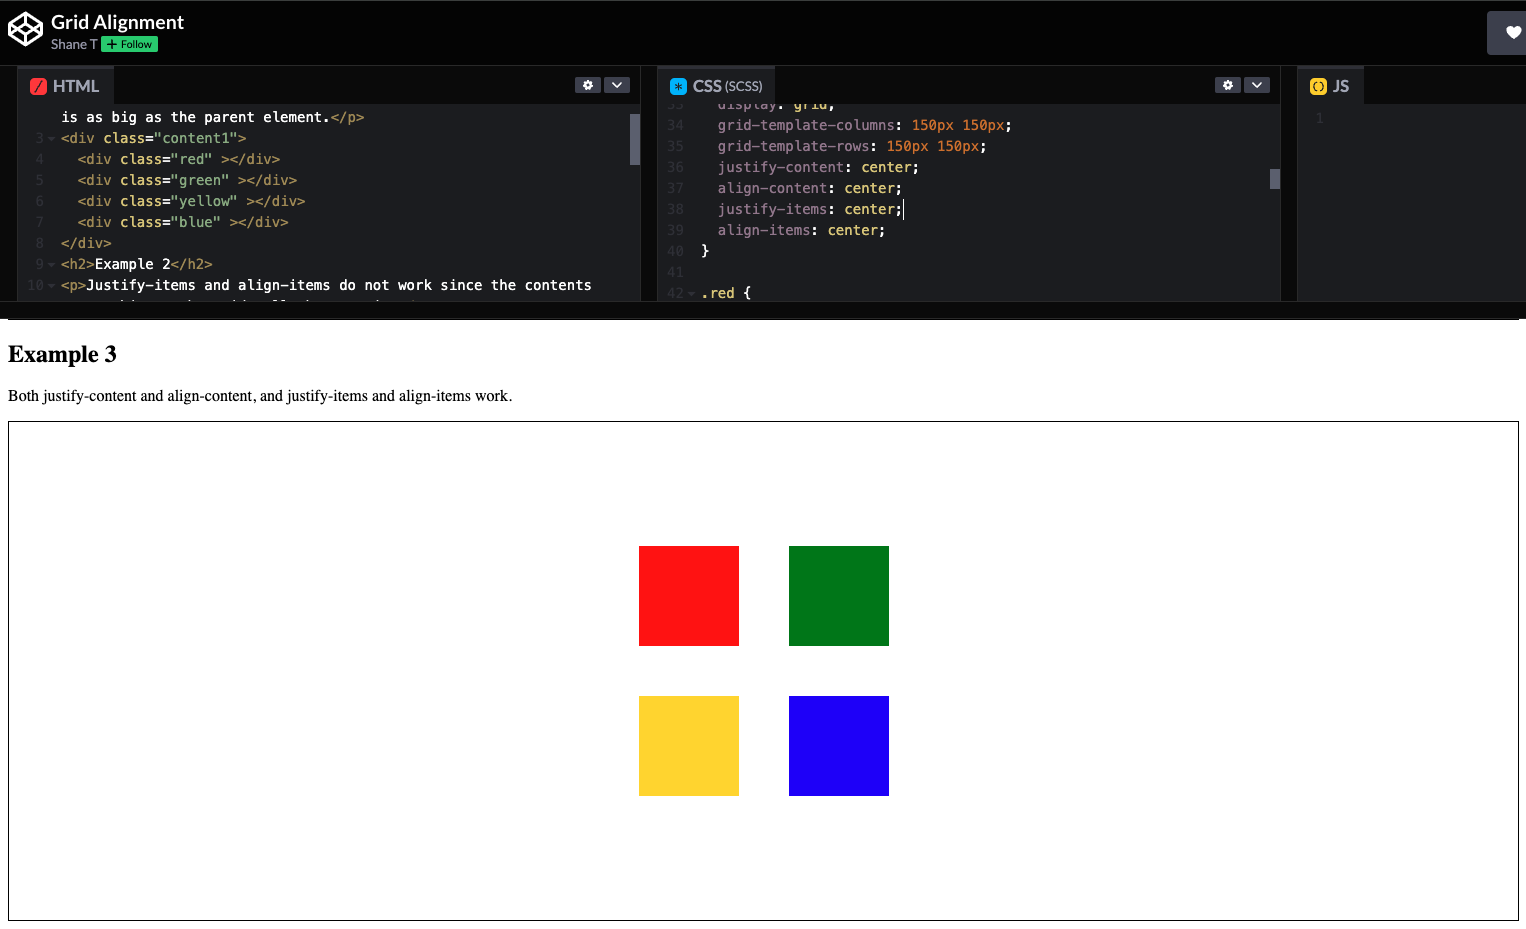 Grid Alignment
Shane T + Follow
HTML
is as big as the parent element.</p>
3 <div class="content1">
4 <div class="red" ></div>
5 <div class="green" ></div>
6 <div class="yellow" ></div>
7 <div class="blue" ></div>
8 </div>
9 <h2>Example 2</h2>
10 <p>Justify-items and align-items do not work since the contents
CSS (SCSS)
33 display: grid;
34 grid-template-columns: 150px 150px;
35 grid-template-rows: 150px 150px;
36 justify-content: center;
37 align-content: center;
38 justify-items: center;
39 align-items: center;
40 }
41
42 .red {
JS
1
Example 3
Both justify-content and align-content, and justify-items and align-items work.